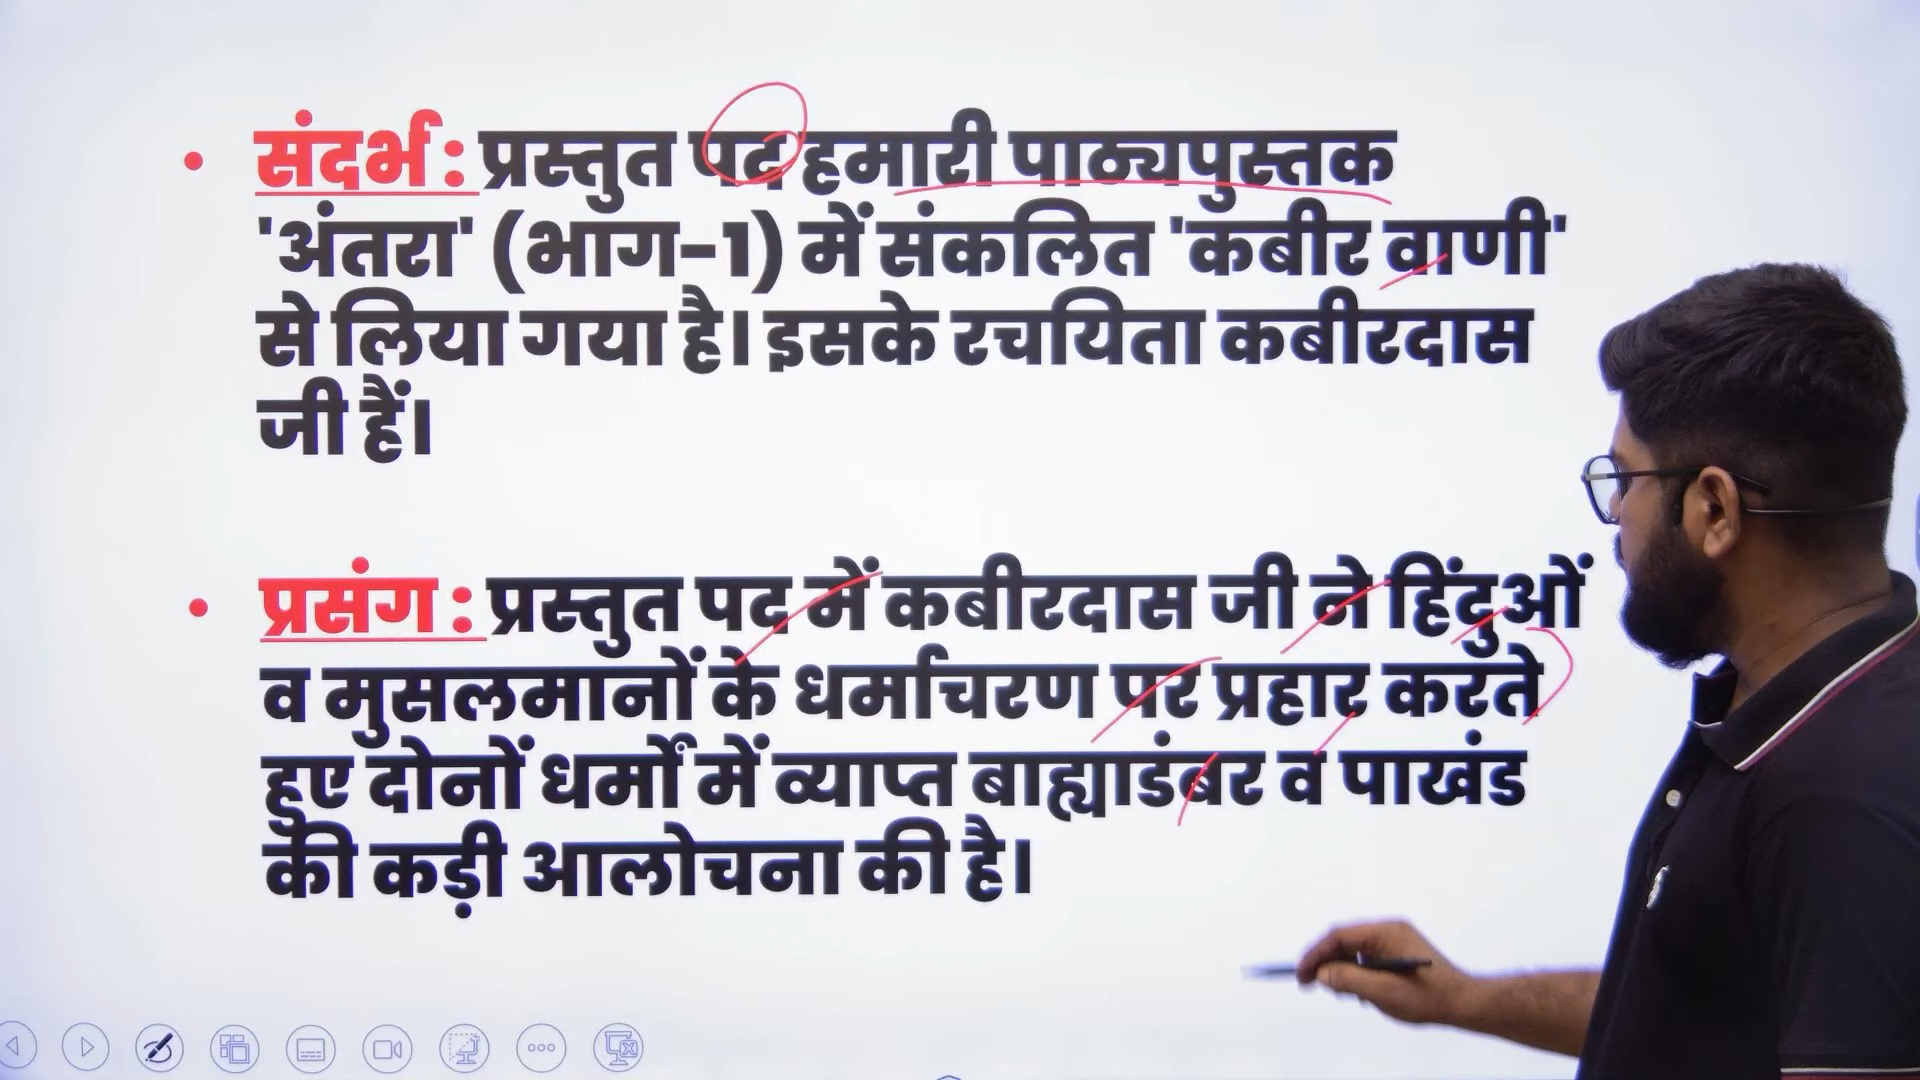 • संदर्भ : प्रस्तुत पद हमारी पाठ्यपुस्तक
'अंतरा' (भाग-1) में संकलित 'कबीर वाणी'
से लिया गया है। इसके रचयिता कबीरदास
जी हैं।
• प्रसंग : प्रस्तुत पद में कबीरदास जी ने हिंदुओं
व मुसलमानों के धर्माचरण पर प्रहार करते
हुए दोनों धर्मों में व्याप्त बाह्याडंबर व पाखंड
की कड़ी आलोचना की है।